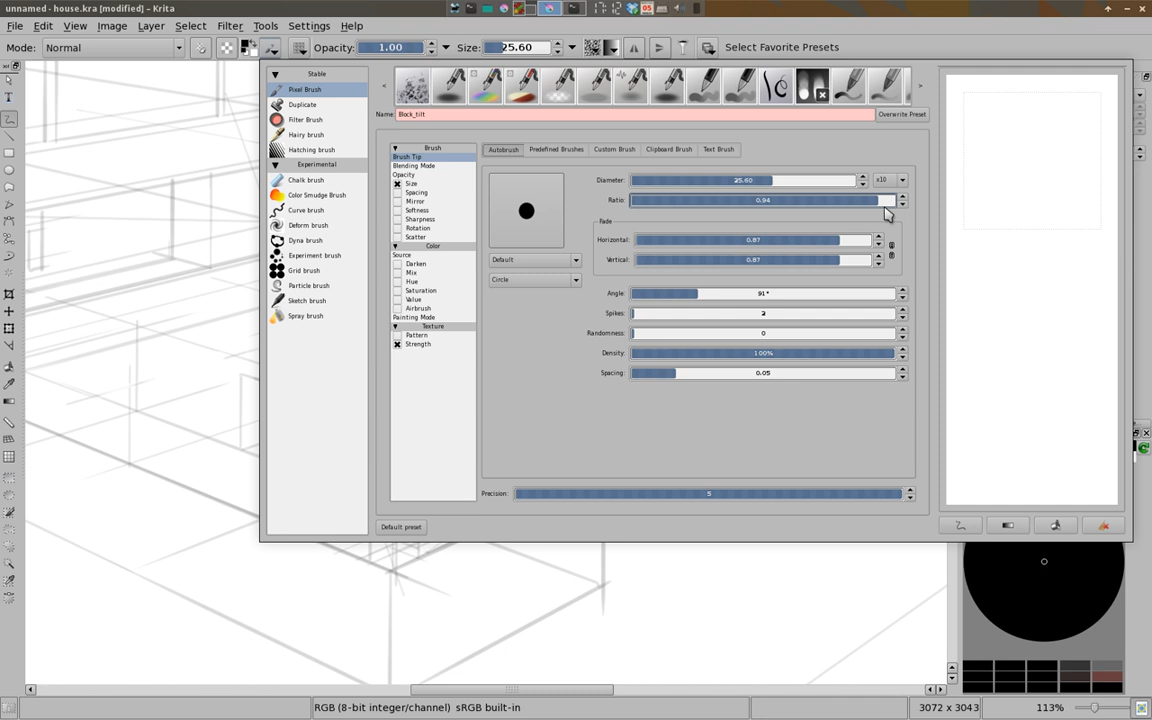 unnamed - house.kra [modified] – Krita
17:12
05
File Edit View Image Layer Select Filter Tools Settings Help
Mode: Normal Opacity: 1.00 Size: 25.60 Select Favorite Presets
Stable
Pixel Brush
Duplicate
Filter Brush
Hairy brush
Hatching brush
Experimental
Chalk brush
Color Smudge Brush
Curve brush
Deform brush
Dyna brush
Experiment brush
Grid brush
Particle brush
Sketch brush
Spray brush
Name: Block_tilt Overwrite Preset
Brush
Brush Tip
Blending Mode
Opacity
Size
Spacing
Mirror
Softness
Sharpness
Rotation
Scatter
Color
Source
Darken
Mix
Hue
Saturation
Value
Airbrush
Painting Mode
Texture
Pattern
Strength
Autobrush Predefined Brushes Custom Brush Clipboard Brush Text Brush
Default
Circle
Diameter: 25.60 x10
Ratio: 0.94
Fade
Horizontal: 0.87
Vertical: 0.87
Angle: 91°
Spikes: 2
Randomness: 0
Density: 100%
Spacing: 0.05
Precision: 5
Default preset
RGB (8-bit integer/channel) sRGB built-in 3072 x 3043 113%